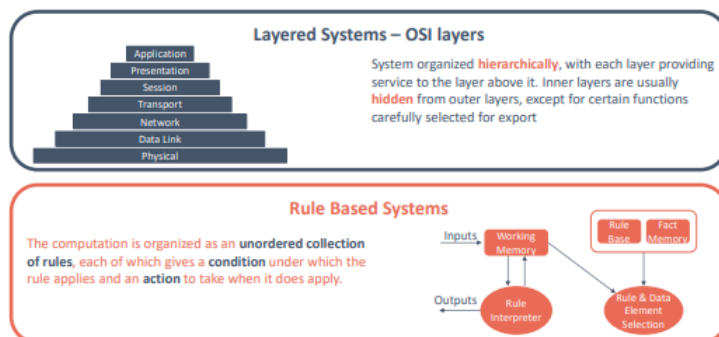 Layered Systems – OSI layers
Application
Presentation
Session
Transport
Network
Data Link
Physical
System organized hierarchically, with each layer providing
service to the layer above it. Inner layers are usually
hidden from outer layers, except for certain functions
carefully selected for export
Rule Based Systems
The computation is organized as an unordered collection
of rules, each of which gives a condition under which the
rule applies and an action to take when it does apply.
Inputs
Working
Memory
Rule
Base
Fact
Memory
Outputs
Rule
Interpreter
Rule & Data
Element
Selection